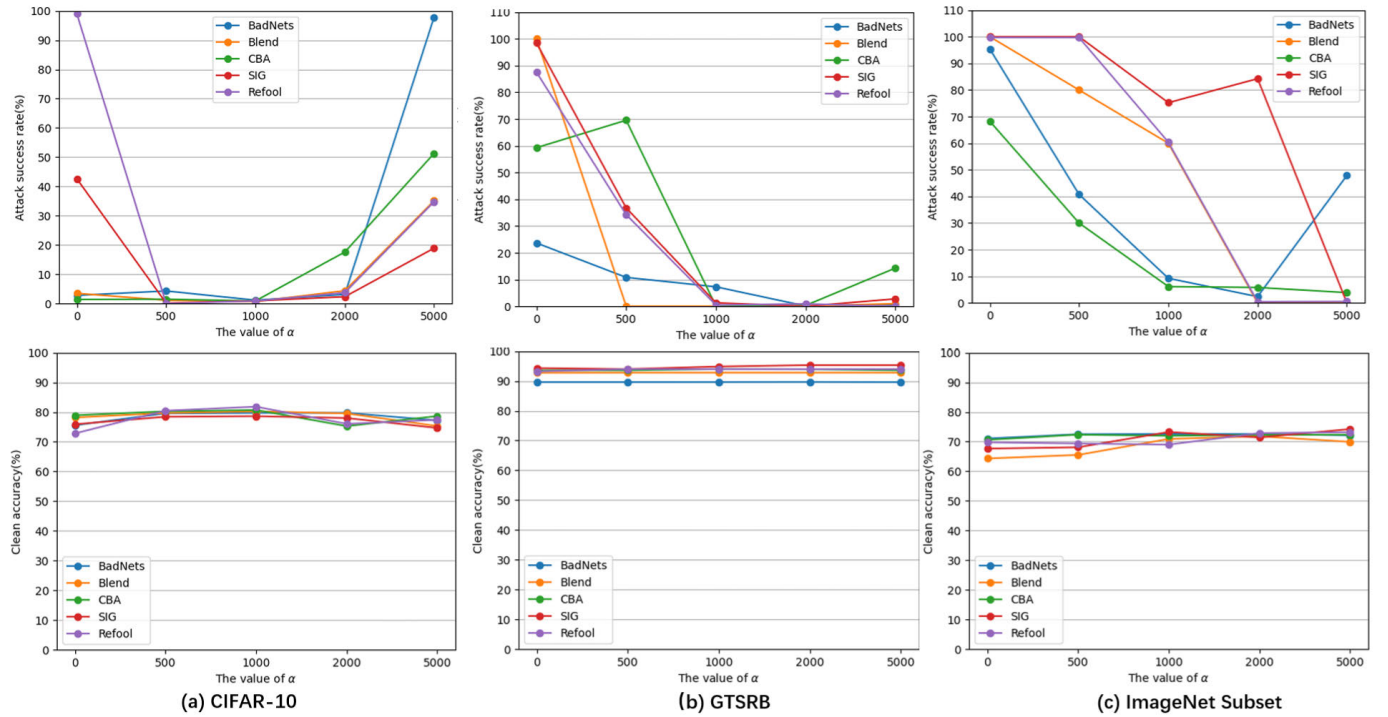 100
90
80
70
60
50
40
30
20
10
0
Attack success rate(%)
BadNets
Blend
CBA
SIG
Refool
0 500 1000 2000 5000
The value of α
110
100
90
80
70
60
50
40
30
20
10
0
Attack success rate(%)
BadNets
Blend
CBA
SIG
Refool
0 500 1000 2000 5000
The value of α
110
100
90
80
70
60
50
40
30
20
10
0
Attack success rate(%)
BadNets
Blend
CBA
SIG
Refool
0 500 1000 2000 5000
The value of α
100
90
80
70
60
50
40
30
20
10
0
Clean accuracy(%)
BadNets
Blend
CBA
SIG
Refool
0 500 1000 2000 5000
The value of α
(a) CIFAR-10
100
90
80
70
60
50
40
30
20
10
0
Clean accuracy(%)
BadNets
Blend
CBA
SIG
Refool
0 500 1000 2000 5000
The value of α
(b) GTSRB
100
90
80
70
60
50
40
30
20
10
0
Clean accuracy(%)
BadNets
Blend
CBA
SIG
Refool
0 500 1000 2000 5000
The value of α
(c) ImageNet Subset